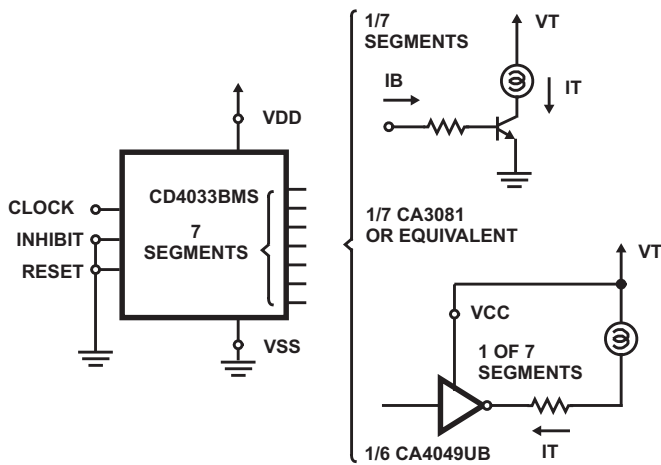 1/7
SEGMENTS
VT
IB
IT
VDD
CD4033BMS
CLOCK
7
INHIBIT
SEGMENTS
RESET
1/7 CA3081
OR EQUIVALENT
VT
VCC
VSS
1 OF 7
SEGMENTS
IT
1/6 CA4049UB